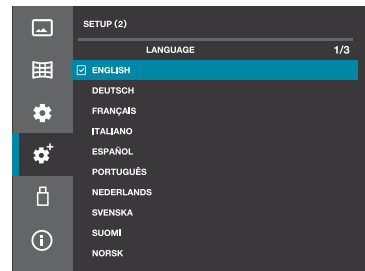 SETUP (2)
LANGUAGE 1/3
ENGLISH
DEUTSCH
FRANÇAIS
ITALIANO
ESPAÑOL
PORTUGUÊS
NEDERLANDS
SVENSKA
SUOMI
NORSK